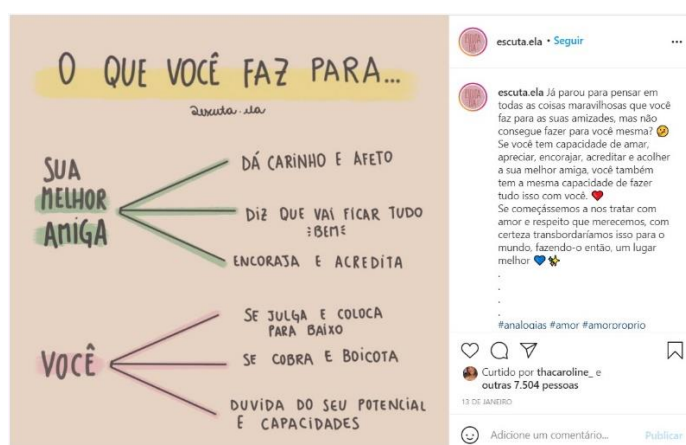 O QUE VOCÊ FAZ PARA...
@escuta.ela
SUA
MELHOR
AMIGA
DÁ CARINHO E AFETO
DIZ QUE VAI FICAR TUDO
BEM
ENCORAJA E ACREDITA
VOCÊ
SE JULGA E COLOCA
PARA BAIXO
SE COBRA E BOICOTA
DUVIDA DO SEU POTENCIAL
E CAPACIDADES
escuta.ela • Seguir
escuta.ela Já parou para pensar em
todas as coisas maravilhosas que você
faz para as suas amizades, mas não
consegue fazer para você mesma?
Se você tem capacidade de amar,
apreciar, encorajar, acreditar e acolher
a sua melhor amiga, você também
tem a mesma capacidade de fazer
tudo isso com você.
Se começássemos a nos tratar com
amor e respeito que merecemos, com
certeza transbordaríamos isso para o
mundo, fazendo-o então, um lugar
melhor
.
.
.
.
#analogias #amor #amorproprio
Curtido por thacaroline_ e
outras 7.504 pessoas
13 DE JANEIRO
Adicione um comentário... Publicar